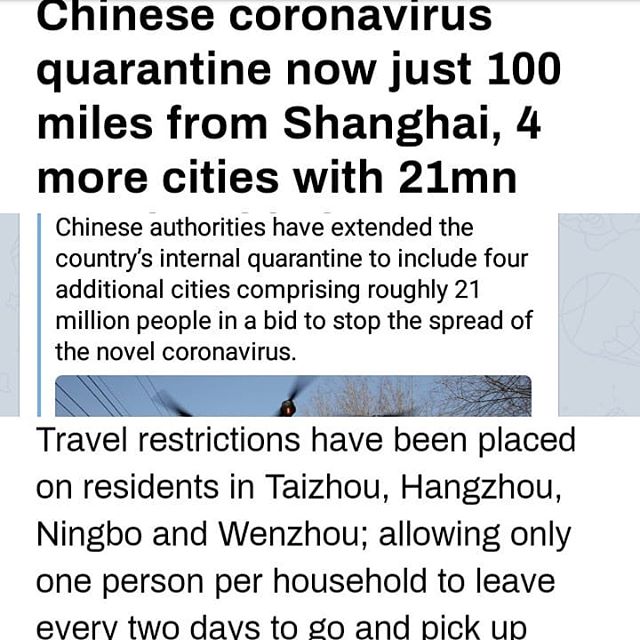 Chinese coronavirus
quarantine now just 100
miles from Shanghai, 4
more cities with 21mn
Chinese authorities have extended the
country's internal quarantine to include four
additional cities comprising roughly 21
million people in a bid to stop the spread of
the novel coronavirus.
Travel restrictions have been placed
on residents in Taizhou, Hangzhou,
Ningbo and Wenzhou; allowing only
one person per household to leave
every two days to go and pick up